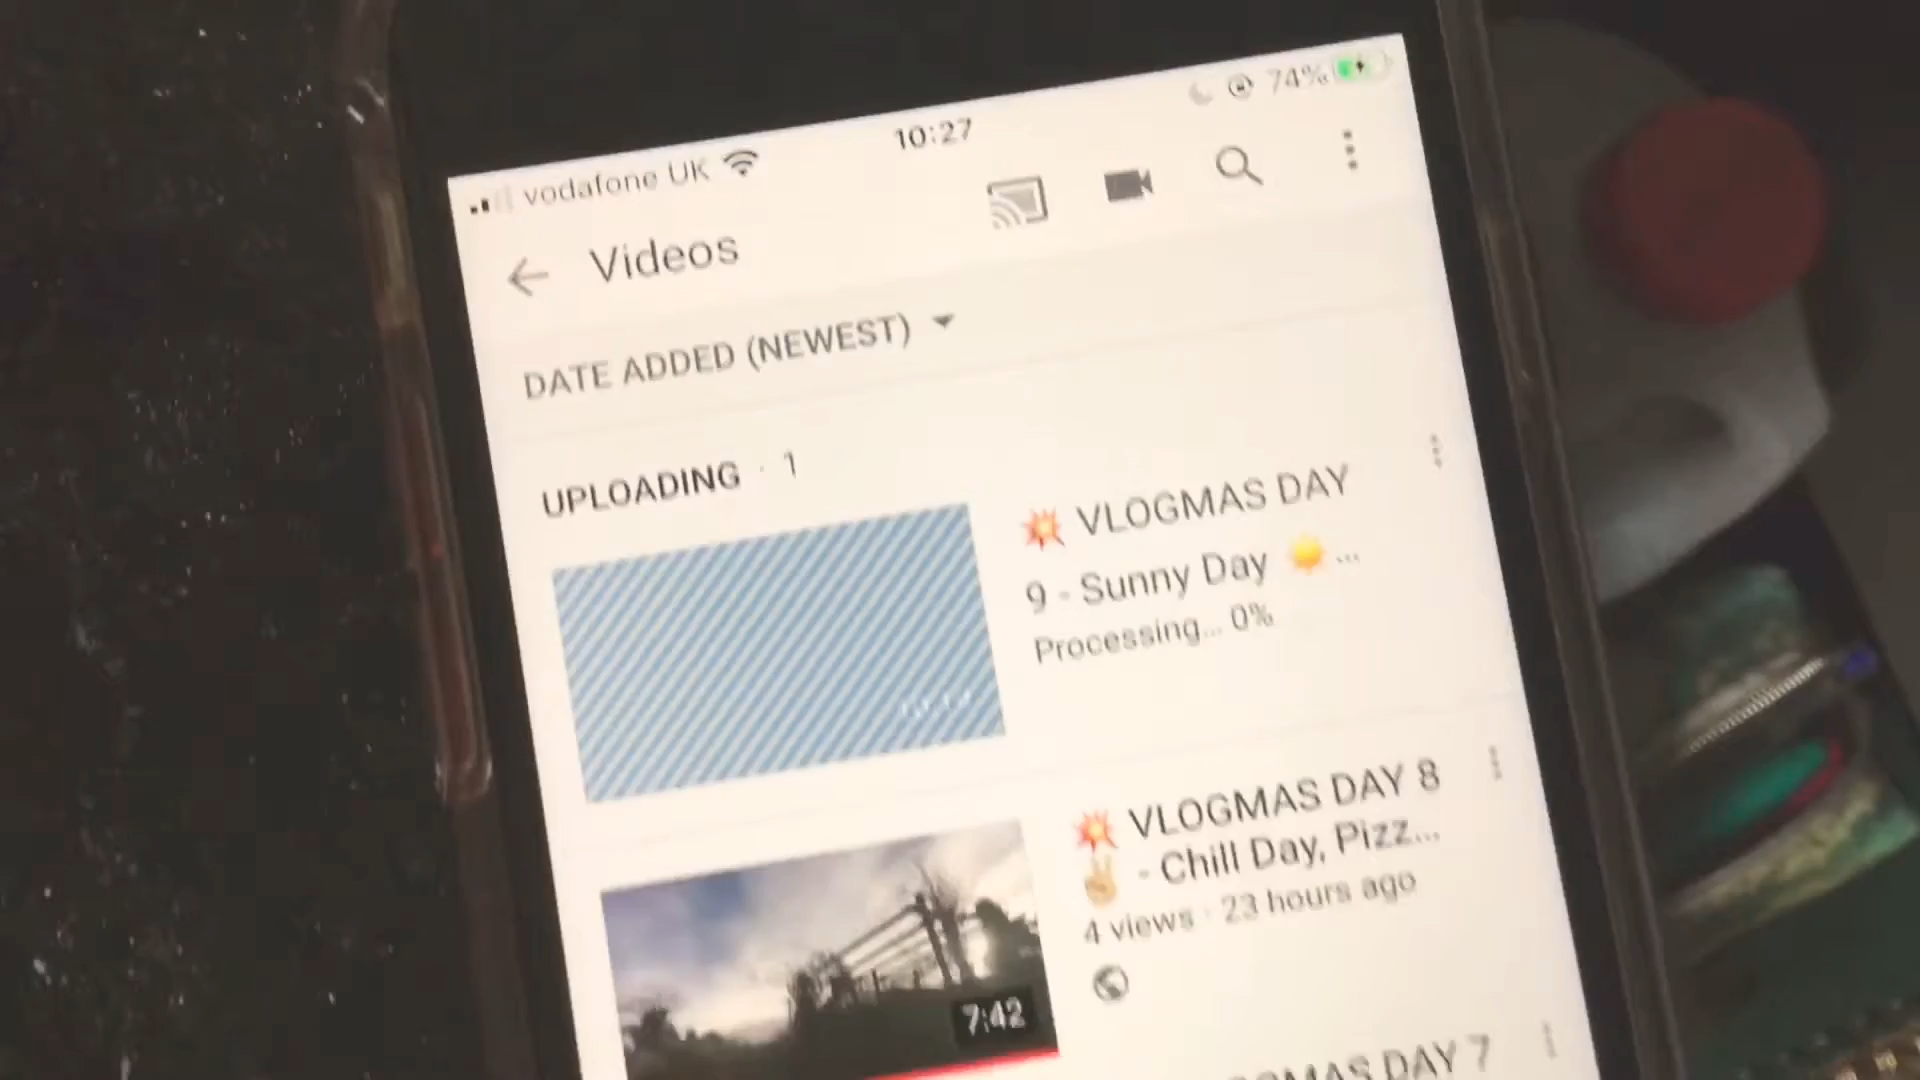 vodafone UK
10:27
74%
Videos
DATE ADDED (NEWEST)
UPLOADING · 1
💥 VLOGMAS DAY
9 - Sunny Day ☀️ ...
Processing... 0%
💥 VLOGMAS DAY 8
✌️ - Chill Day, Pizz...
4 views · 23 hours ago
7:42
DAY 7